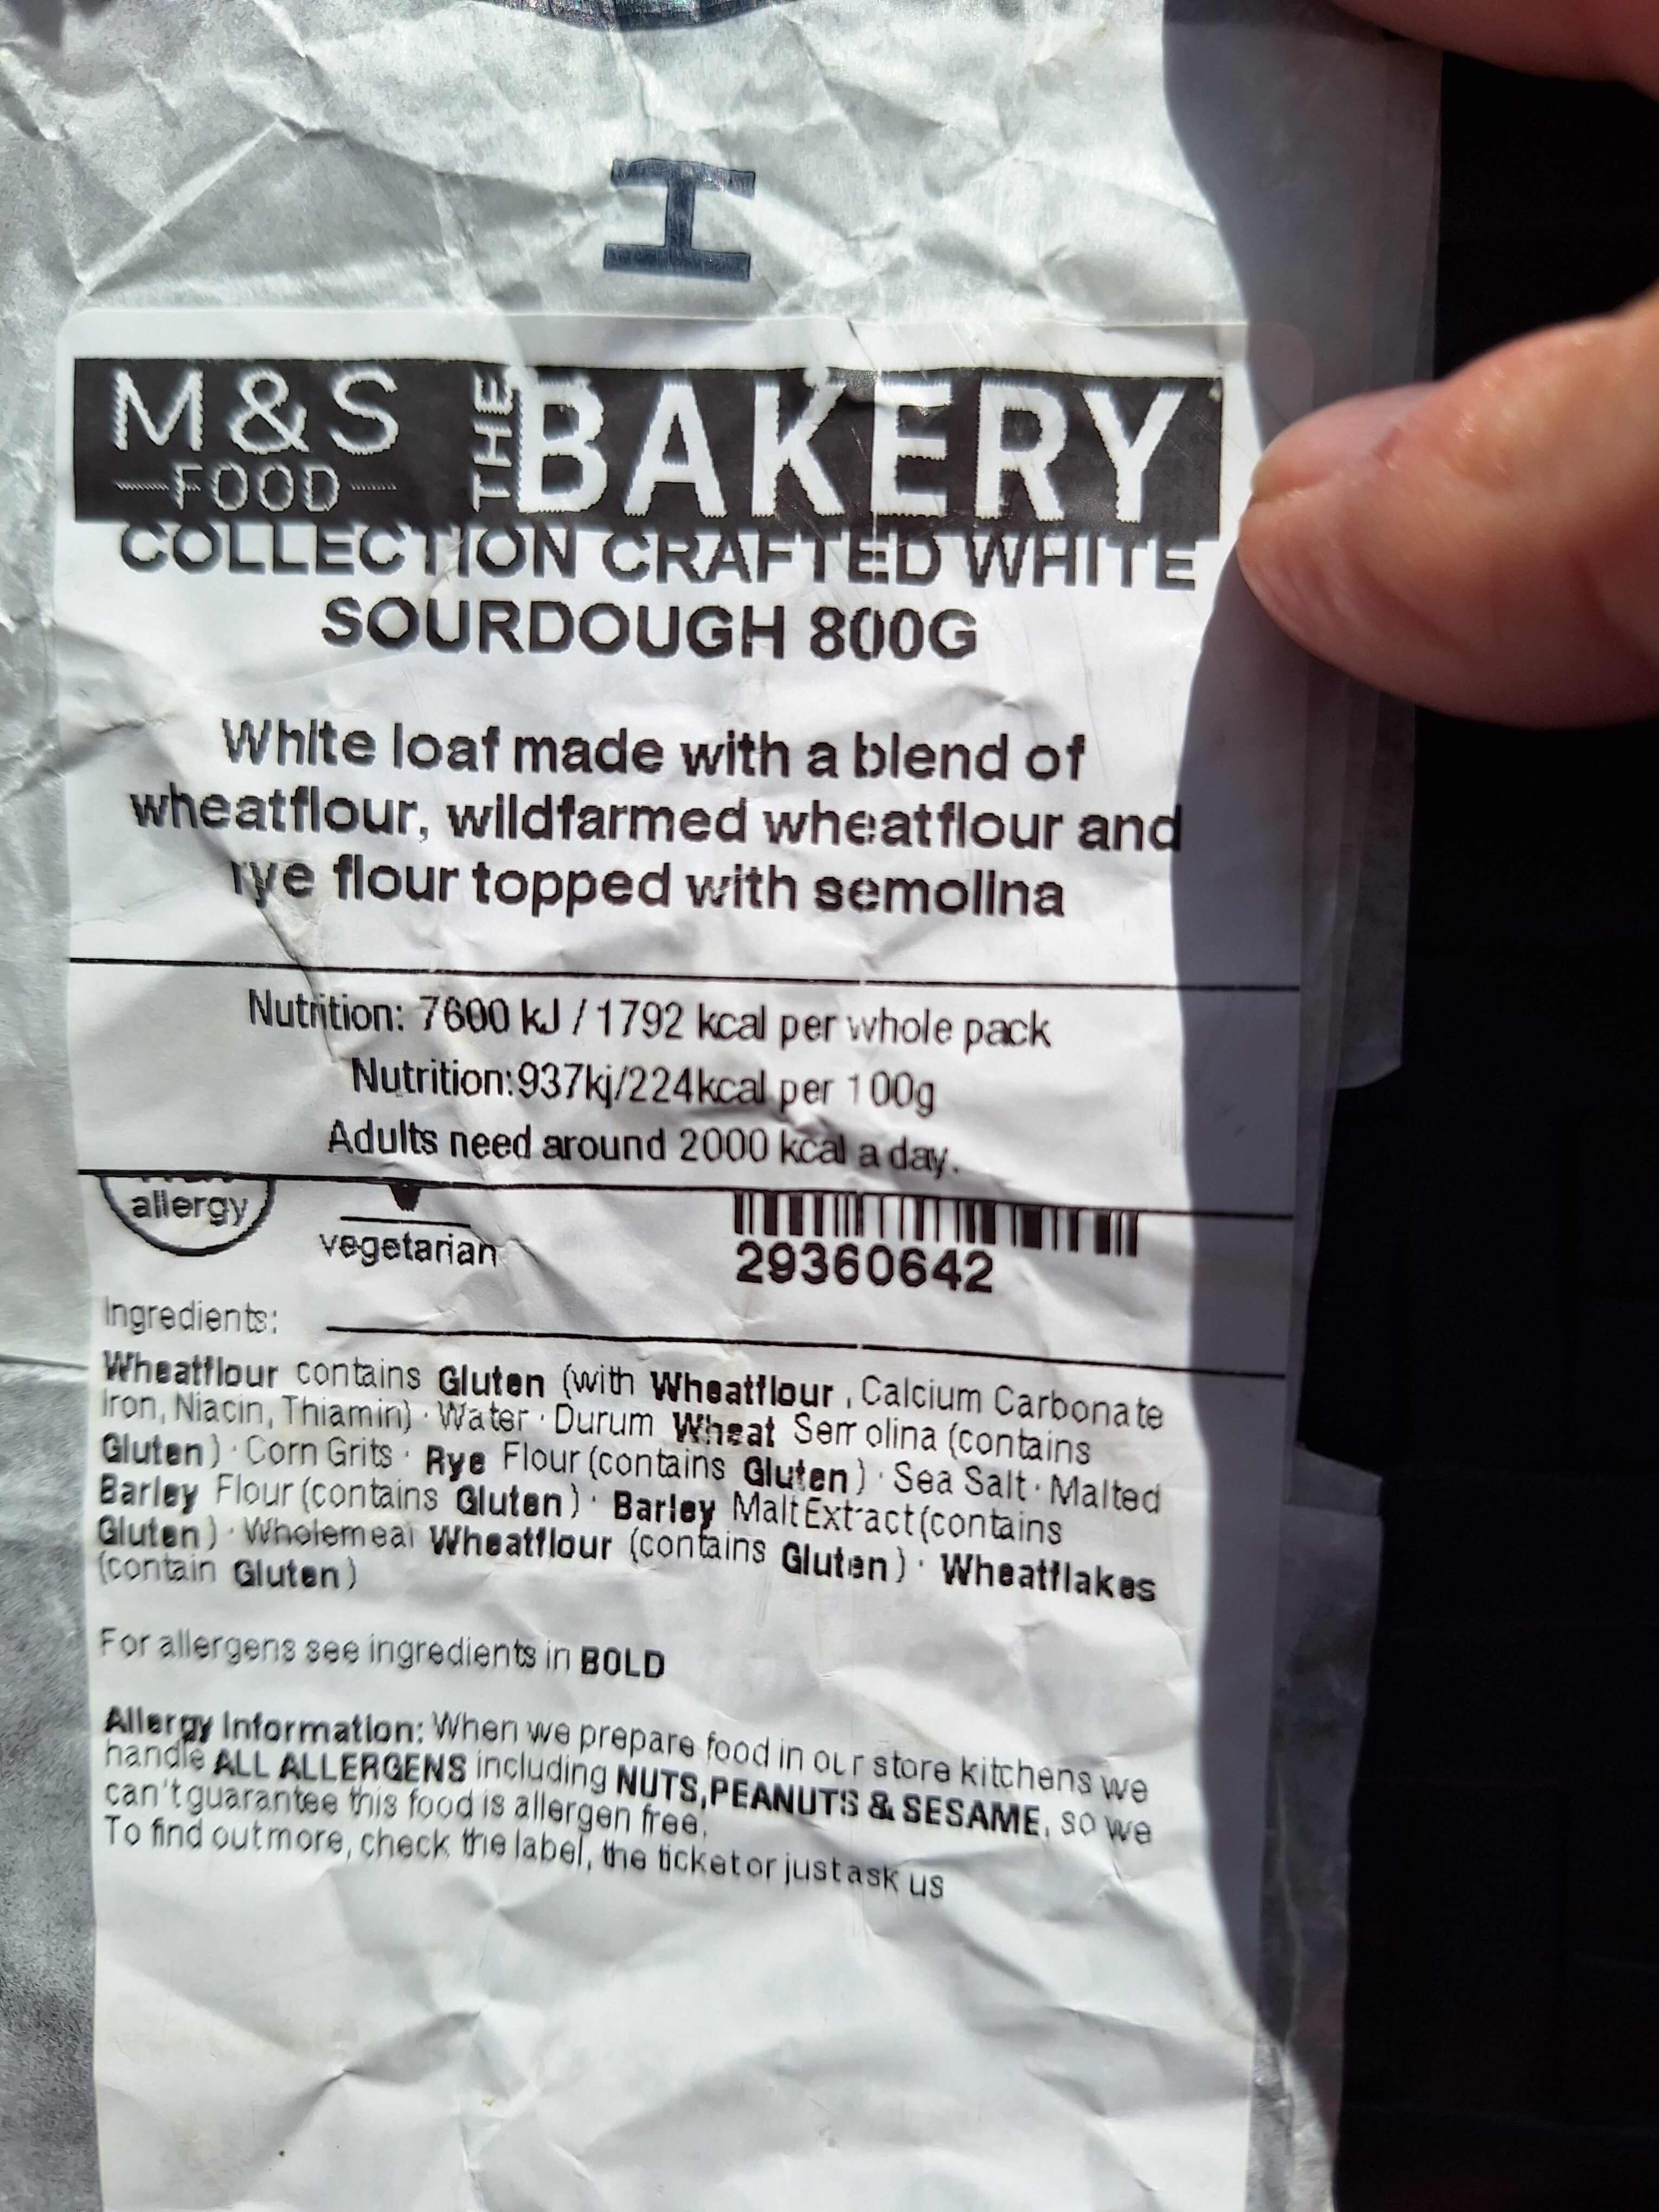 H
M&S
FOOD
THE BAKERY
COLLECTION CRAFTED WHITE
SOURDOUGH 800G
White loaf made with a blend of
wheatflour, wildfarmed wheatflour and
rye flour topped with semolina
Nutrition: 7600 kJ / 1792 kcal per whole pack
Nutrition:937kj/224kcal per 100g
Adults need around 2000 kcal a day.
allergy
vegetarian
29360642
Ingredients:
Wheatflour contains Gluten (with Wheatflour , Calcium Carbonate
Iron, Niacin, Thiamin) · Water · Durum Wheat Semolina (contains
Gluten) · Corn Grits · Rye Flour (contains Gluten) · Sea Salt · Malted
Barley Flour (contains Gluten) · Barley Malt Extract (contains
Gluten) · Wholemeal Wheatflour (contains Gluten) · Wheatflakes
(contain Gluten)
For allergens see ingredients in BOLD
Allergy Information: When we prepare food in our store kitchens we
handle ALL ALLERGENS including NUTS,PEANUTS & SESAME, so we
can't guarantee this food is allergen free.
To find out more, check the label, the ticket or just ask us